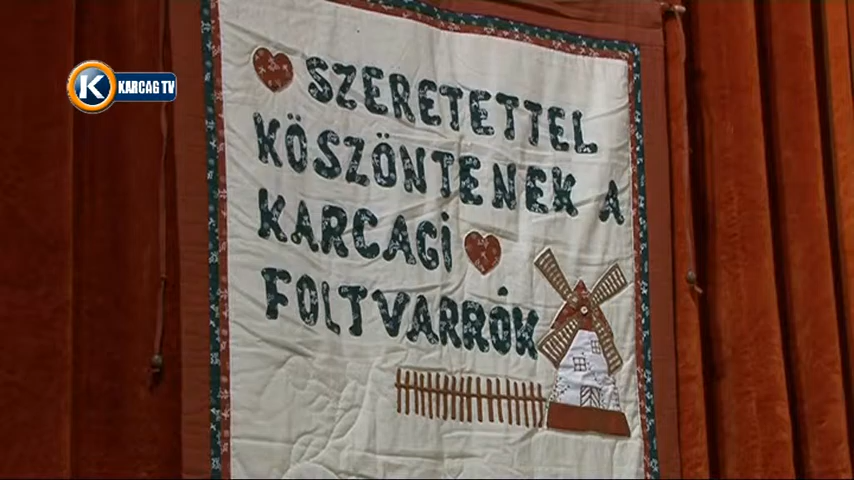 K KARCAG TV
SZERETETTEL
KÖSZÖNTENEK A
KARCAGI
FOLTVARRÓK